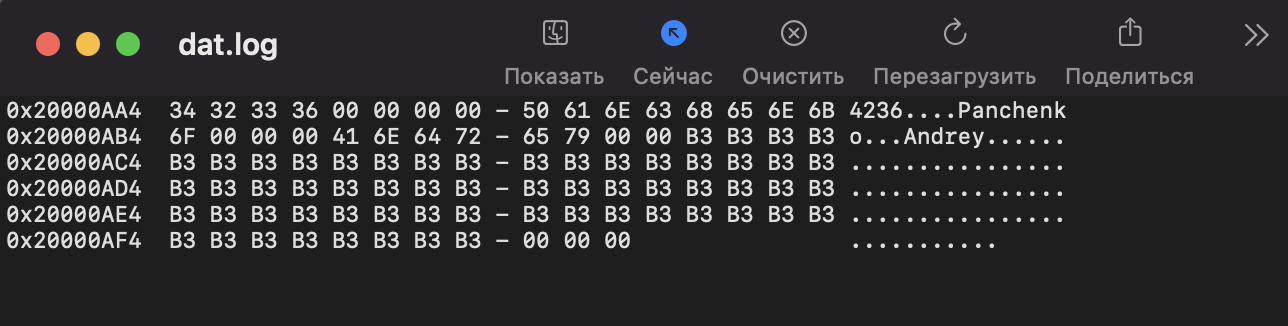 dat.log
Показать Сейчас Очистить Перезагрузить Поделиться
0x20000AA4 34 32 33 36 00 00 00 00 – 50 61 6E 63 68 65 6E 6B 4236....Panchenk
0x20000AB4 6F 00 00 00 41 6E 64 72 – 65 79 00 00 B3 B3 B3 B3 o...Andrey......
0x20000AC4 B3 B3 B3 B3 B3 B3 B3 B3 – B3 B3 B3 B3 B3 B3 B3 B3 ................
0x20000AD4 B3 B3 B3 B3 B3 B3 B3 B3 – B3 B3 B3 B3 B3 B3 B3 B3 ................
0x20000AE4 B3 B3 B3 B3 B3 B3 B3 B3 – B3 B3 B3 B3 B3 B3 B3 B3 ................
0x20000AF4 B3 B3 B3 B3 B3 B3 B3 B3 – 00 00 00 ...........